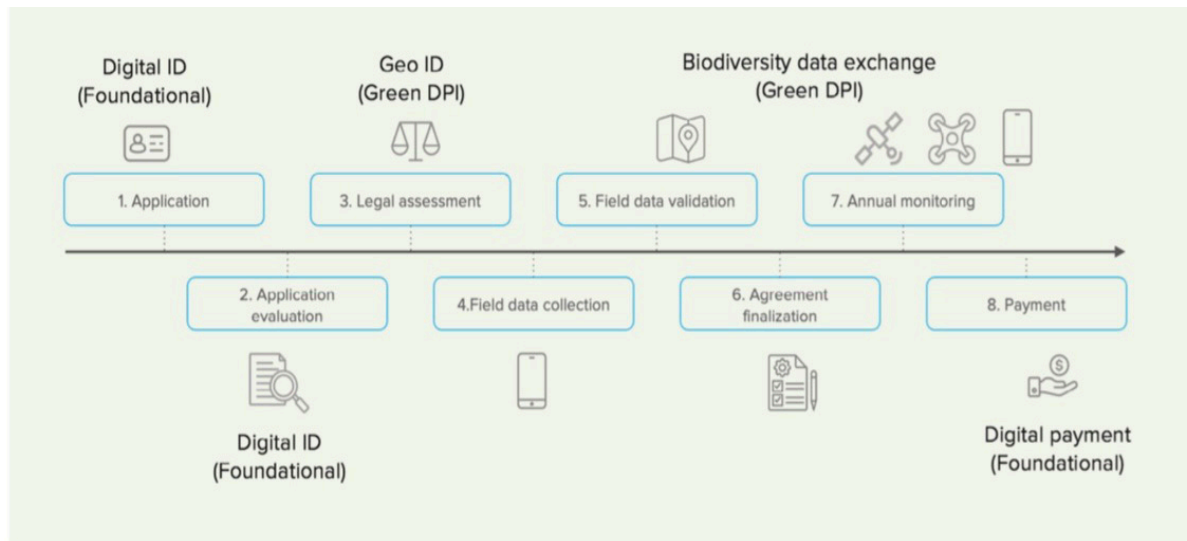 Digital ID
(Foundational)
Geo ID
(Green DPI)
Biodiversity data exchange
(Green DPI)
1. Application
3. Legal assessment
5. Field data validation
7. Annual monitoring
2. Application
evaluation
4.Field data collection
6. Agreement
finalization
8. Payment
$
Digital ID
(Foundational)
Digital payment
(Foundational)